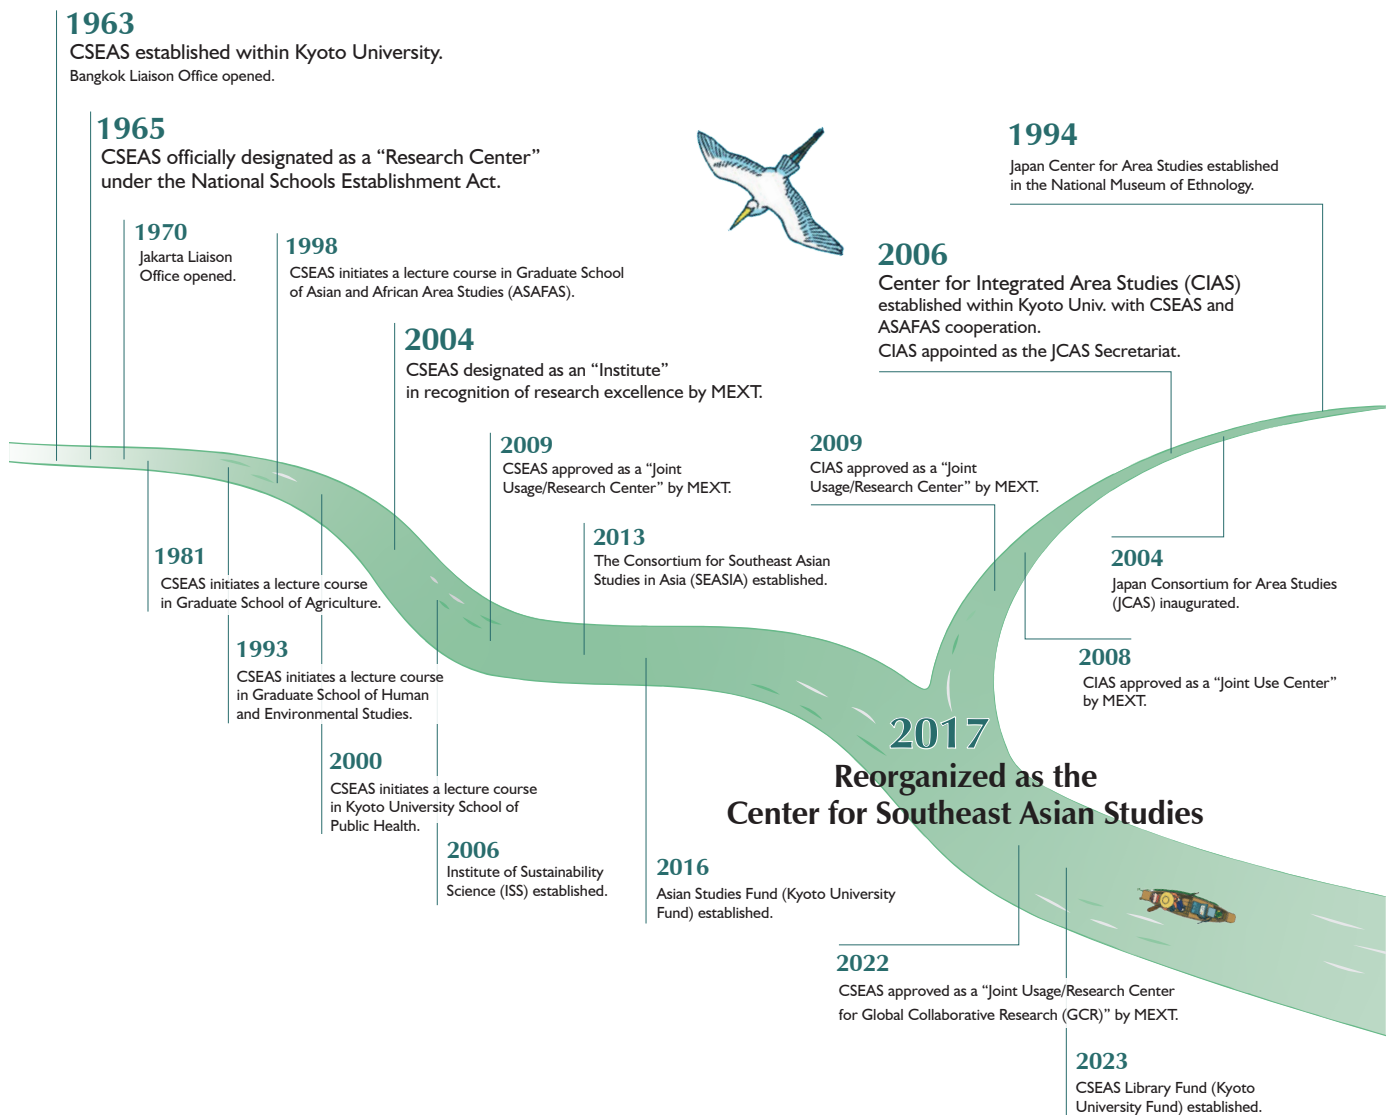 1963
CSEAS established within Kyoto University.
Bangkok Liaison Office opened.
1965
CSEAS officially designated as a “Research Center”
under the National Schools Establishment Act.
1970
Jakarta Liaison
Office opened.
1998
CSEAS initiates a lecture course in Graduate School
of Asian and African Area Studies (ASAFAS).
2004
CSEAS designated as an “Institute”
in recognition of research excellence by MEXT.
2009
CSEAS approved as a “Joint
Usage/Research Center” by MEXT.
2013
The Consortium for Southeast Asian
Studies in Asia (SEASIA) established.
1981
CSEAS initiates a lecture course
in Graduate School of Agriculture.
1993
CSEAS initiates a lecture course
in Graduate School of Human
and Environmental Studies.
2000
CSEAS initiates a lecture course
in Kyoto University School of
Public Health.
2006
Institute of Sustainability
Science (ISS) established.
2016
Asian Studies Fund (Kyoto University
Fund) established.
1994
Japan Center for Area Studies established
in the National Museum of Ethnology.
2006
Center for Integrated Area Studies (CIAS)
established within Kyoto Univ. with CSEAS and
ASAFAS cooperation.
CIAS appointed as the JCAS Secretariat.
2009
CIAS approved as a “Joint
Usage/Research Center” by MEXT.
2004
Japan Consortium for Area Studies
(JCAS) inaugurated.
2008
CIAS approved as a “Joint Use Center”
by MEXT.
2017
Reorganized as the
Center for Southeast Asian Studies
2022
CSEAS approved as a “Joint Usage/Research Center
for Global Collaborative Research (GCR)” by MEXT.
2023
CSEAS Library Fund (Kyoto
University Fund) established.